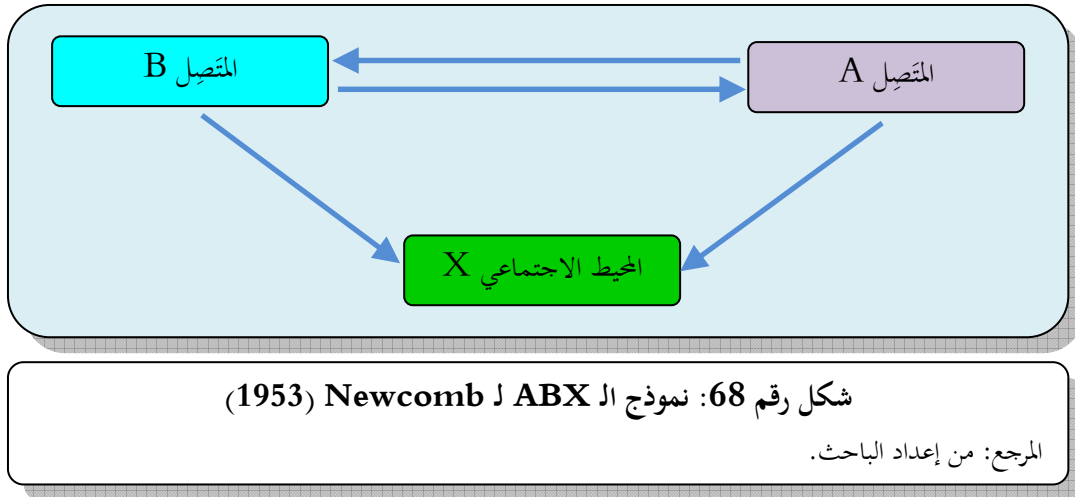 المتَصِل A
المتَصِل B
المحيط الاجتماعي X
شكل رقم 68: نموذج الـ ABX لـ Newcomb (1953)
المرجع: من إعداد الباحث.